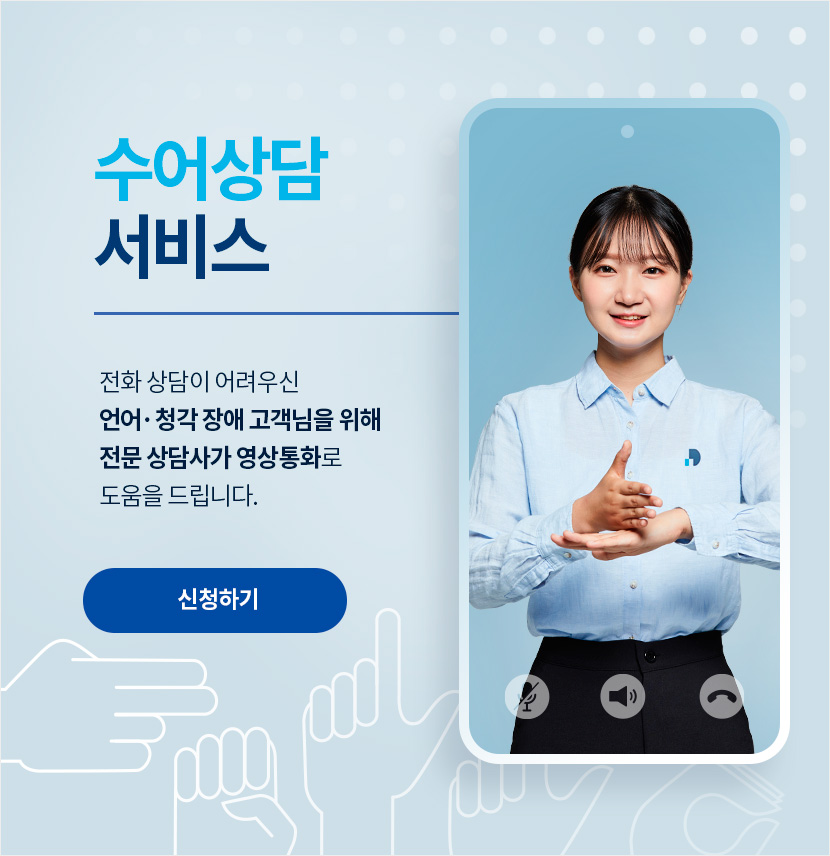 수어상담
서비스
전화 상담이 어려우신
언어·청각 장애 고객님을 위해
전문 상담사가 영상통화로
도움을 드립니다.
신청하기